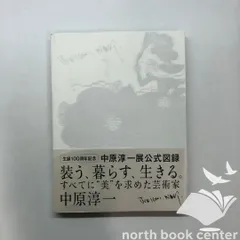 生誕100周年記念 中原淳一展公式図録
装う、暮らす、生きる。
すべてに"美"を求めた芸術家
中原淳一
north book center